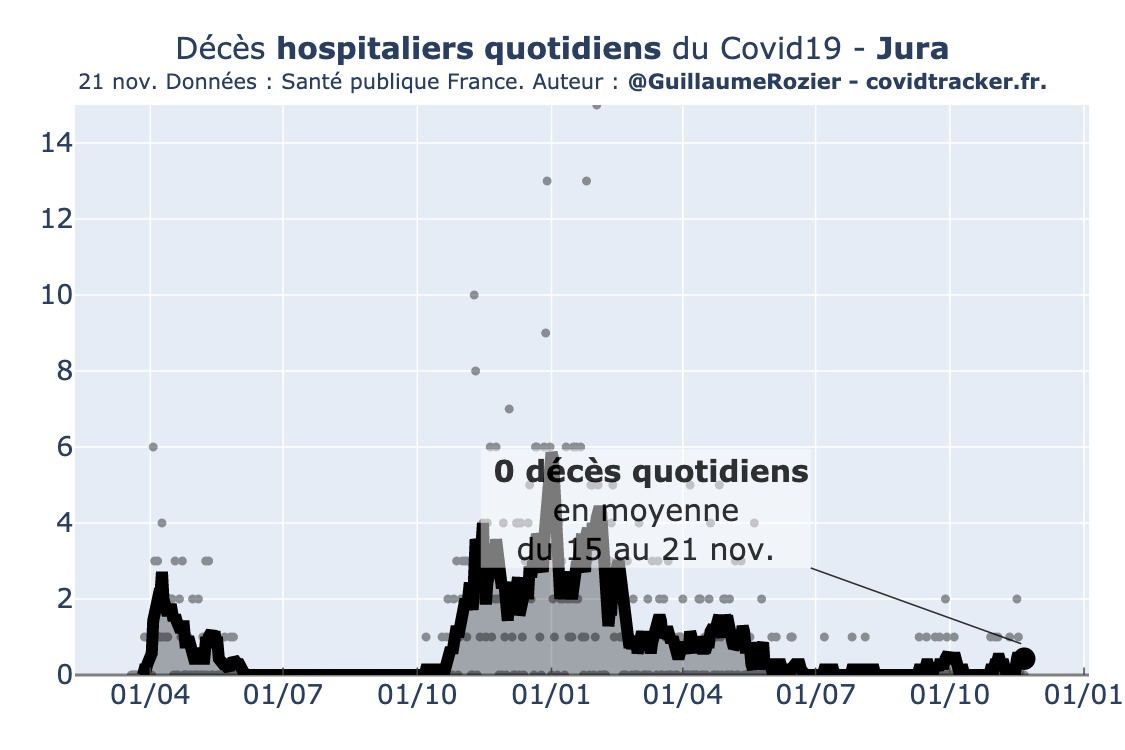 Décès hospitaliers quotidiens du Covid19 - Jura
21 nov. Données : Santé publique France. Auteur : @GuillaumeRozier - covidtracker.fr.
14
12
10
8
6
0 décès quotidiens
en moyenne
4
du 15 au 21 nov.
2
0
01/04 01/07 01/10 01/01 01/04 01/07 01/10 01/01